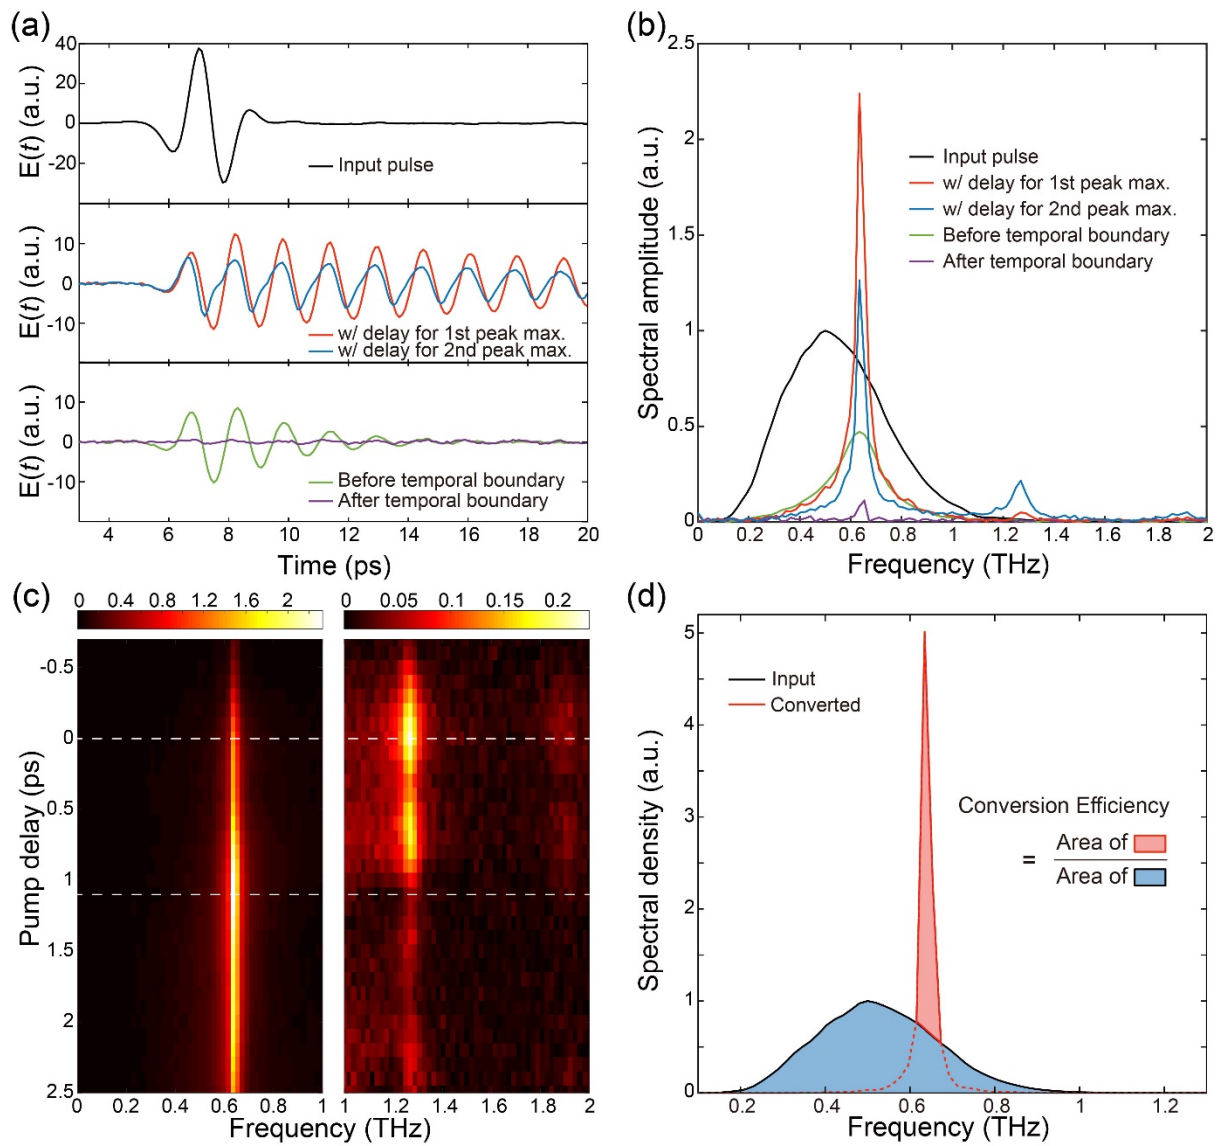 (a)
40
20
0
-20
E(t) (a.u.)
Input pulse
10
0
-10
E(t) (a.u.)
w/ delay for 1st peak max.
w/ delay for 2nd peak max.
10
0
-10
E(t) (a.u.)
Before temporal boundary
After temporal boundary
4 6 8 10 12 14 16 18 20
Time (ps)
(b)
2.5
2
1.5
1
0.5
0
Spectral amplitude (a.u.)
Input pulse
w/ delay for 1st peak max.
w/ delay for 2nd peak max.
Before temporal boundary
After temporal boundary
0 0.2 0.4 0.6 0.8 1 1.2 1.4 1.6 1.8 2
Frequency (THz)
(c)
0 0.4 0.8 1.2 1.6 2
0 0.05 0.1 0.15 0.2
-0.5
0
0.5
1
1.5
2
2.5
Pump delay (ps)
0 0.2 0.4 0.6 0.8 1
1 1.2 1.4 1.6 1.8 2
Frequency (THz)
(d)
5
4
3
2
1
0
Spectral density (a.u.)
Input
Converted
Conversion Efficiency
= Area of
Area of
0.2 0.4 0.6 0.8 1 1.2
Frequency (THz)